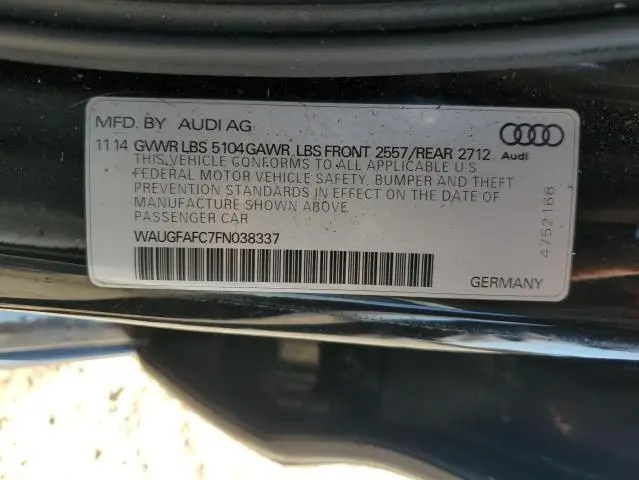 MFD. BY AUDI AG
11 14 GVWR LBS 5104 GAWR LBS FRONT 2557/REAR 2712
THIS VEHICLE CONFORMS TO ALL APPLICABLE U S
FEDERAL MOTOR VEHICLE SAFETY, BUMPER AND THEFT
PREVENTION STANDARDS IN EFFECT ON THE DATE OF
MANUFACTURE SHOWN ABOVE.
PASSENGER CAR
WAUGFAFC7FN038337
Audi
4752168
GERMANY